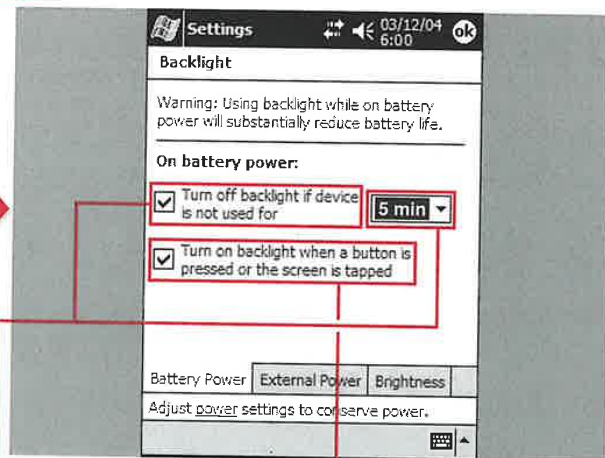 Settings
03/12/04
6:00
ok
Backlight
Warning: Using backlight while on battery
power will substantially reduce battery life.
On battery power:
Turn off backlight if device
is not used for
5 min
Turn on backlight when a button is
pressed or the screen is tapped
Battery Power External Power Brightness
Adjust power settings to conserve power.